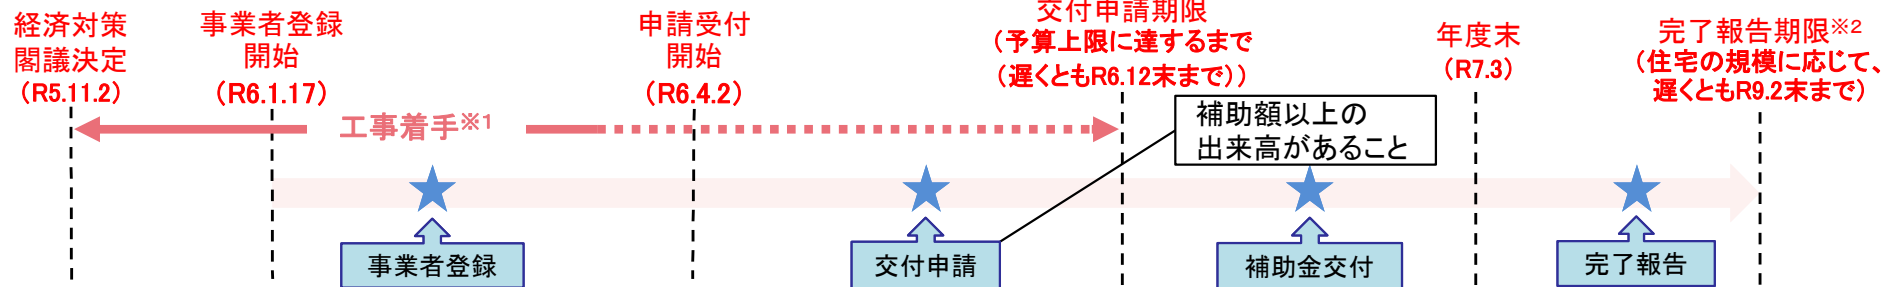 経済対策
閣議決定
(R5.11.2)
事業者登録
開始
(R6.1.17)
申請受付
開始
(R6.4.2)
交付申請期限
(予算上限に達するまで
(遅くともR6.12末まで))
年度末
(R7.3)
完了報告期限※2
(住宅の規模に応じて、
遅くともR9.2末まで)
工事着手※1
補助額以上の
出来高があること
事業者登録
交付申請
補助金交付
完了報告